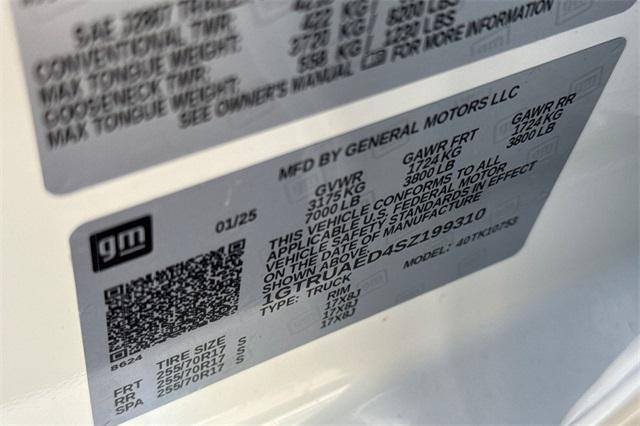 SAE J2807 TRAILE
CONVENTIONAL TWR:
MAX TONGUE WEIGHT: 422 KG
GOOSENECK TWR: 3720 KG 8200 LBS
MAX TONGUE WEIGHT: 558 KG 1230 LBS
SEE OWNER'S MANUAL FOR MORE INFORMATION
gm
MFD BY GENERAL MOTORS LLC
01/25
GVWR GAWR FRT GAWR RR
3175 KG 1724 KG 1724 KG
7000 LB 3800 LB 3800 LB
THIS VEHICLE CONFORMS TO ALL
APPLICABLE U.S. FEDERAL MOTOR
VEHICLE SAFETY STANDARDS IN EFFECT
ON THE DATE OF MANUFACTURE
SHOWN ABOVE.
1GTRUAED4SZ199310
TYPE: TRUCK MODEL: 40TK10753
B624
TIRE SIZE RIM
FRT 255/70R17 S 17X8J
RR 255/70R17 S 17X8J
SPA 255/70R17 S 17X8J